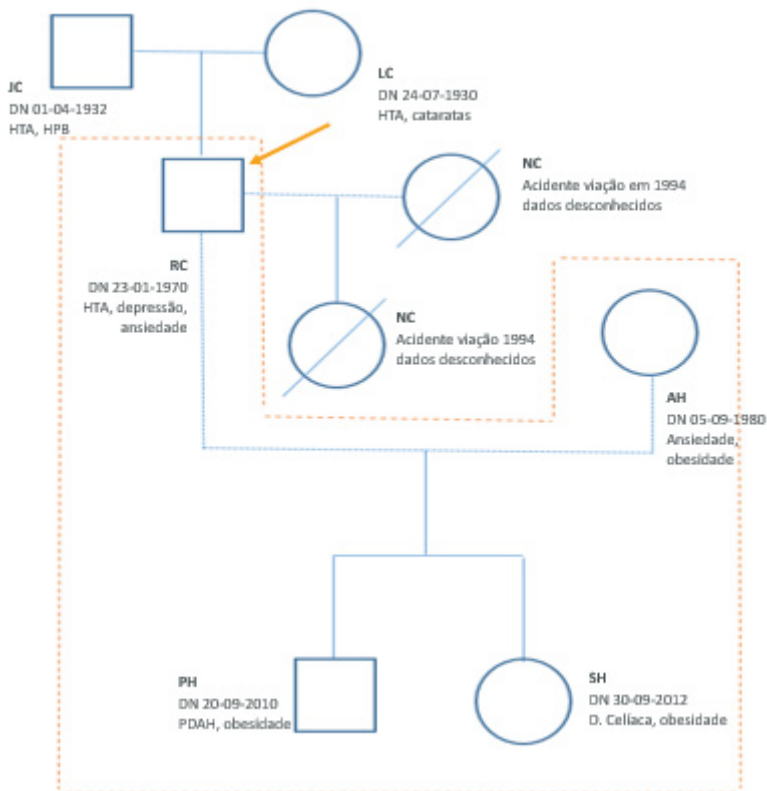 JC
DN 01-04-1932
HTA, HPB
LC
DN 24-07-1930
HTA, cataratas
NC
Acidente viação em 1994
dados desconhecidos
RC
DN 23-01-1970
HTA, depressão,
ansiedade
NC
Acidente viação 1994
dados desconhecidos
AH
DN 05-09-1980
Ansiedade,
obesidade
PH
DN 20-09-2010
PDAH, obesidade
SH
DN 30-09-2012
D. Celíaca, obesidade